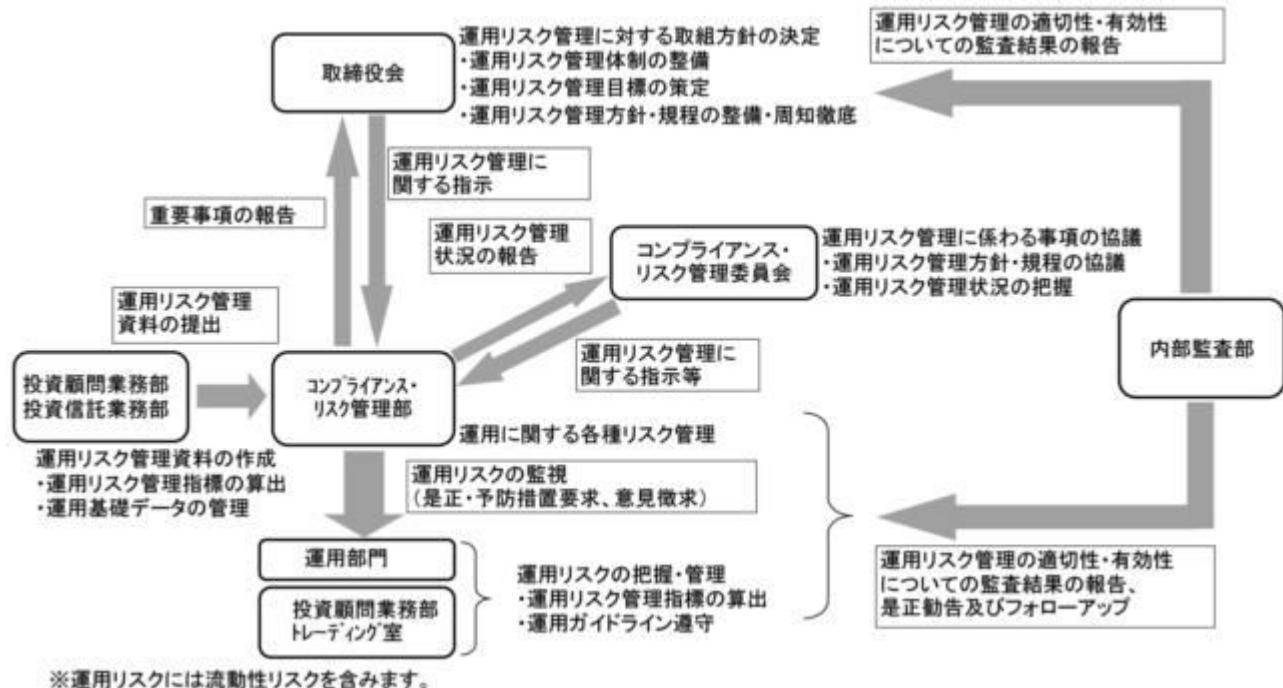 取締役会
運用リスク管理に対する取組方針の決定
・運用リスク管理体制の整備
・運用リスク管理目標の策定
・運用リスク管理方針・規程の整備・周知徹底
運用リスク管理の適切性・有効性
についての監査結果の報告
運用リスク管理に
関する指示
重要事項の報告
運用リスク管理
状況の報告
コンプライアンス・
リスク管理委員会
運用リスク管理に係わる事項の協議
・運用リスク管理方針・規程の協議
・運用リスク管理状況の把握
運用リスク管理
資料の提出
内部監査部
運用リスク管理に
関する指示等
投資顧問業務部
投資信託業務部
コンプライアンス・
リスク管理部
運用に関する各種リスク管理
運用リスク管理資料の作成
・運用リスク管理指標の算出
・運用基礎データの管理
運用リスクの監視
（是正・予防措置要求、意見徴求）
運用部門
投資顧問業務部
トレーディング室
運用リスクの把握・管理
・運用リスク管理指標の算出
・運用ガイドライン遵守
運用リスク管理の適切性・有効性
についての監査結果の報告、
是正勧告及びフォローアップ
※運用リスクには流動性リスクを含みます。